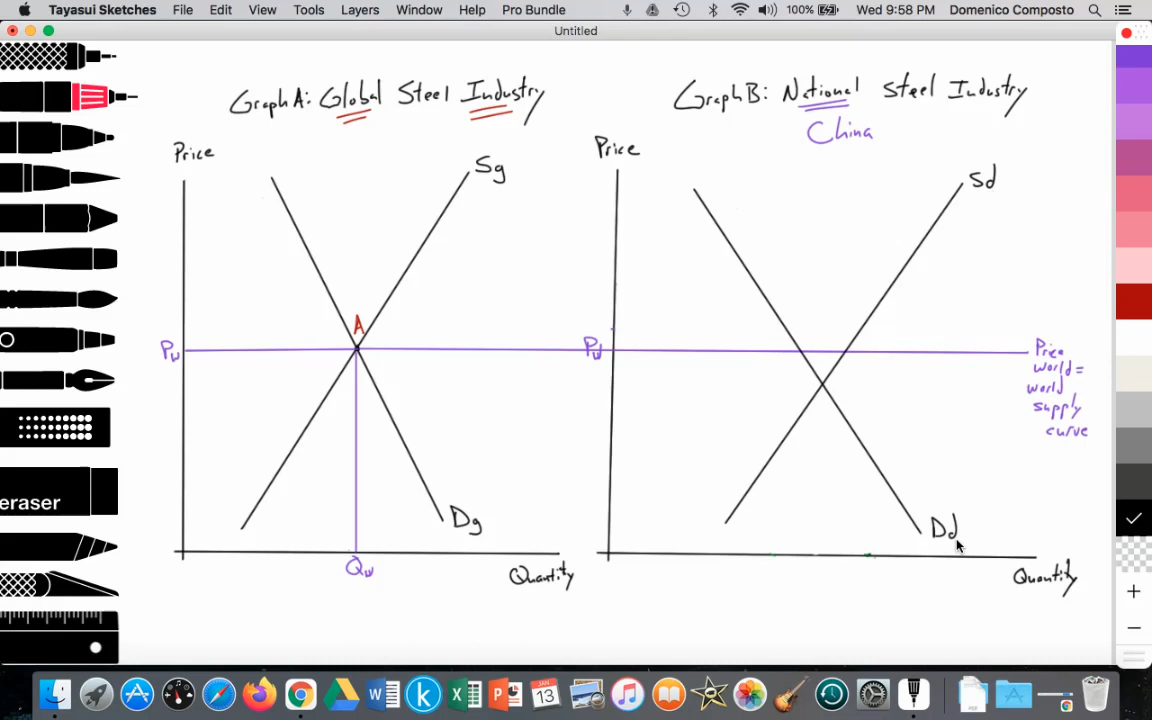 Tayasui Sketches File Edit View Tools Layers Window Help Pro Bundle 100% Wed 9:58 PM Domenico Composto
Untitled
Graph A: Global Steel Industry
Graph B: National Steel Industry
China
Price
Price
Sg
Sd
A
Pw
Pw
Price
world =
world
supply
curve
eraser
Dg
Dd
Qw
Quantity
Quantity
JAN
13